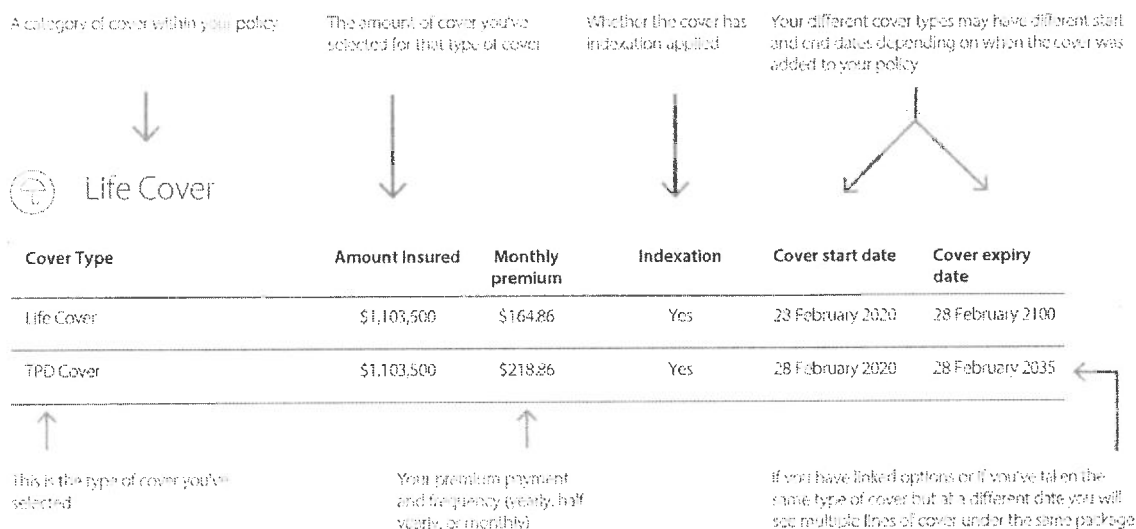 A category of cover within your policy
The amount of cover you've
selected for that type of cover
Whether the cover has
indexation applied
Your different cover types may have different start
and end dates depending on when the cover was
added to your policy
Life Cover
Cover Type
Amount Insured
Monthly
premium
Indexation
Cover start date
Cover expiry
date
Life Cover $1,103,500 $164.86 Yes 28 February 2020 28 February 2100
TPD Cover $1,103,500 $218.86 Yes 28 February 2020 28 February 2035
This is the type of cover you've
selected
Your premium payment
and frequency (yearly, half
yearly, or monthly)
If you have linked options or if you've taken the
same type of cover but at a different date you will
see multiple lines of cover under the same package